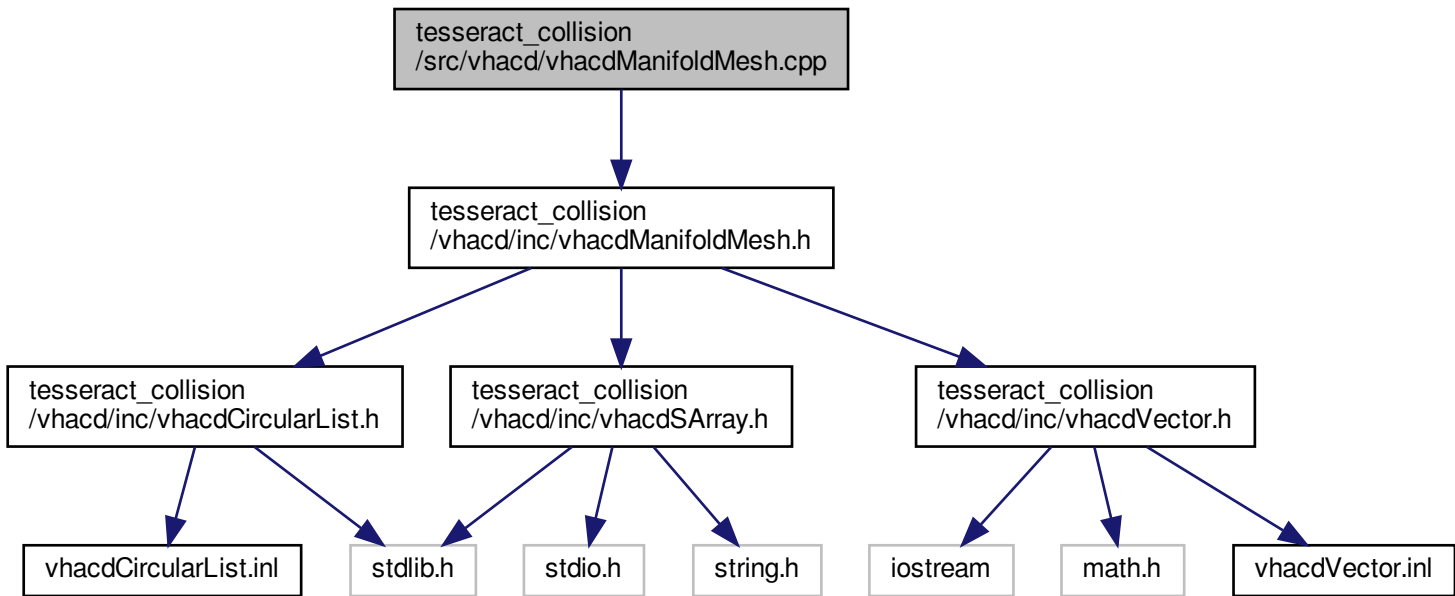 tesseract_collision
/src/vhacd/vhacdManifoldMesh.cpp
tesseract_collision
/vhacd/inc/vhacdManifoldMesh.h
tesseract_collision
/vhacd/inc/vhacdCircularList.h
tesseract_collision
/vhacd/inc/vhacdSArray.h
tesseract_collision
/vhacd/inc/vhacdVector.h
vhacdCircularList.inl
stdlib.h
stdio.h
string.h
iostream
math.h
vhacdVector.inl